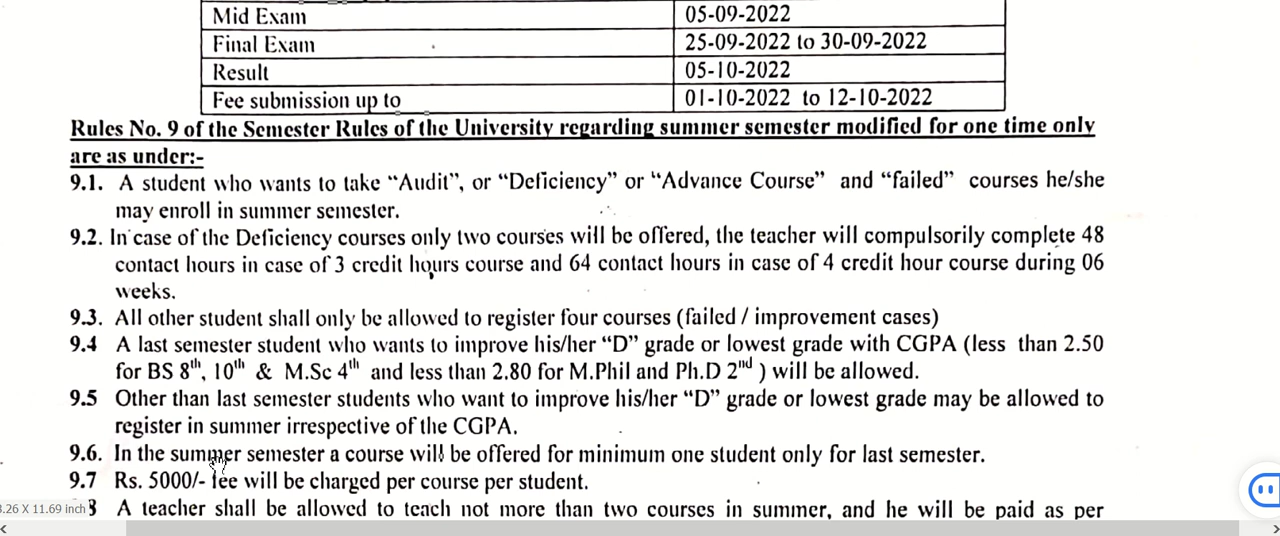 Mid Exam 05-09-2022
Final Exam 25-09-2022 to 30-09-2022
Result 05-10-2022
Fee submission up to 01-10-2022 to 12-10-2022
Rules No. 9 of the Semester Rules of the University regarding summer semester modified for one time only
are as under:-
9.1. A student who wants to take “Audit”, or “Deficiency” or “Advance Course” and “failed” courses he/she
may enroll in summer semester.
9.2. In case of the Deficiency courses only two courses will be offered, the teacher will compulsorily complete 48
contact hours in case of 3 credit hours course and 64 contact hours in case of 4 credit hour course during 06
weeks.
9.3. All other student shall only be allowed to register four courses (failed / improvement cases)
9.4 A last semester student who wants to improve his/her “D” grade or lowest grade with CGPA (less than 2.50
for BS 8th, 10th & M.Sc 4th and less than 2.80 for M.Phil and Ph.D 2nd ) will be allowed.
9.5 Other than last semester students who want to improve his/her “D” grade or lowest grade may be allowed to
register in summer irrespective of the CGPA.
9.6. In the summer semester a course will be offered for minimum one student only for last semester.
9.7 Rs. 5000/- fee will be charged per course per student.
8 A teacher shall be allowed to teach not more than two courses in summer, and he will be paid as per
8.26 X 11.69 inch